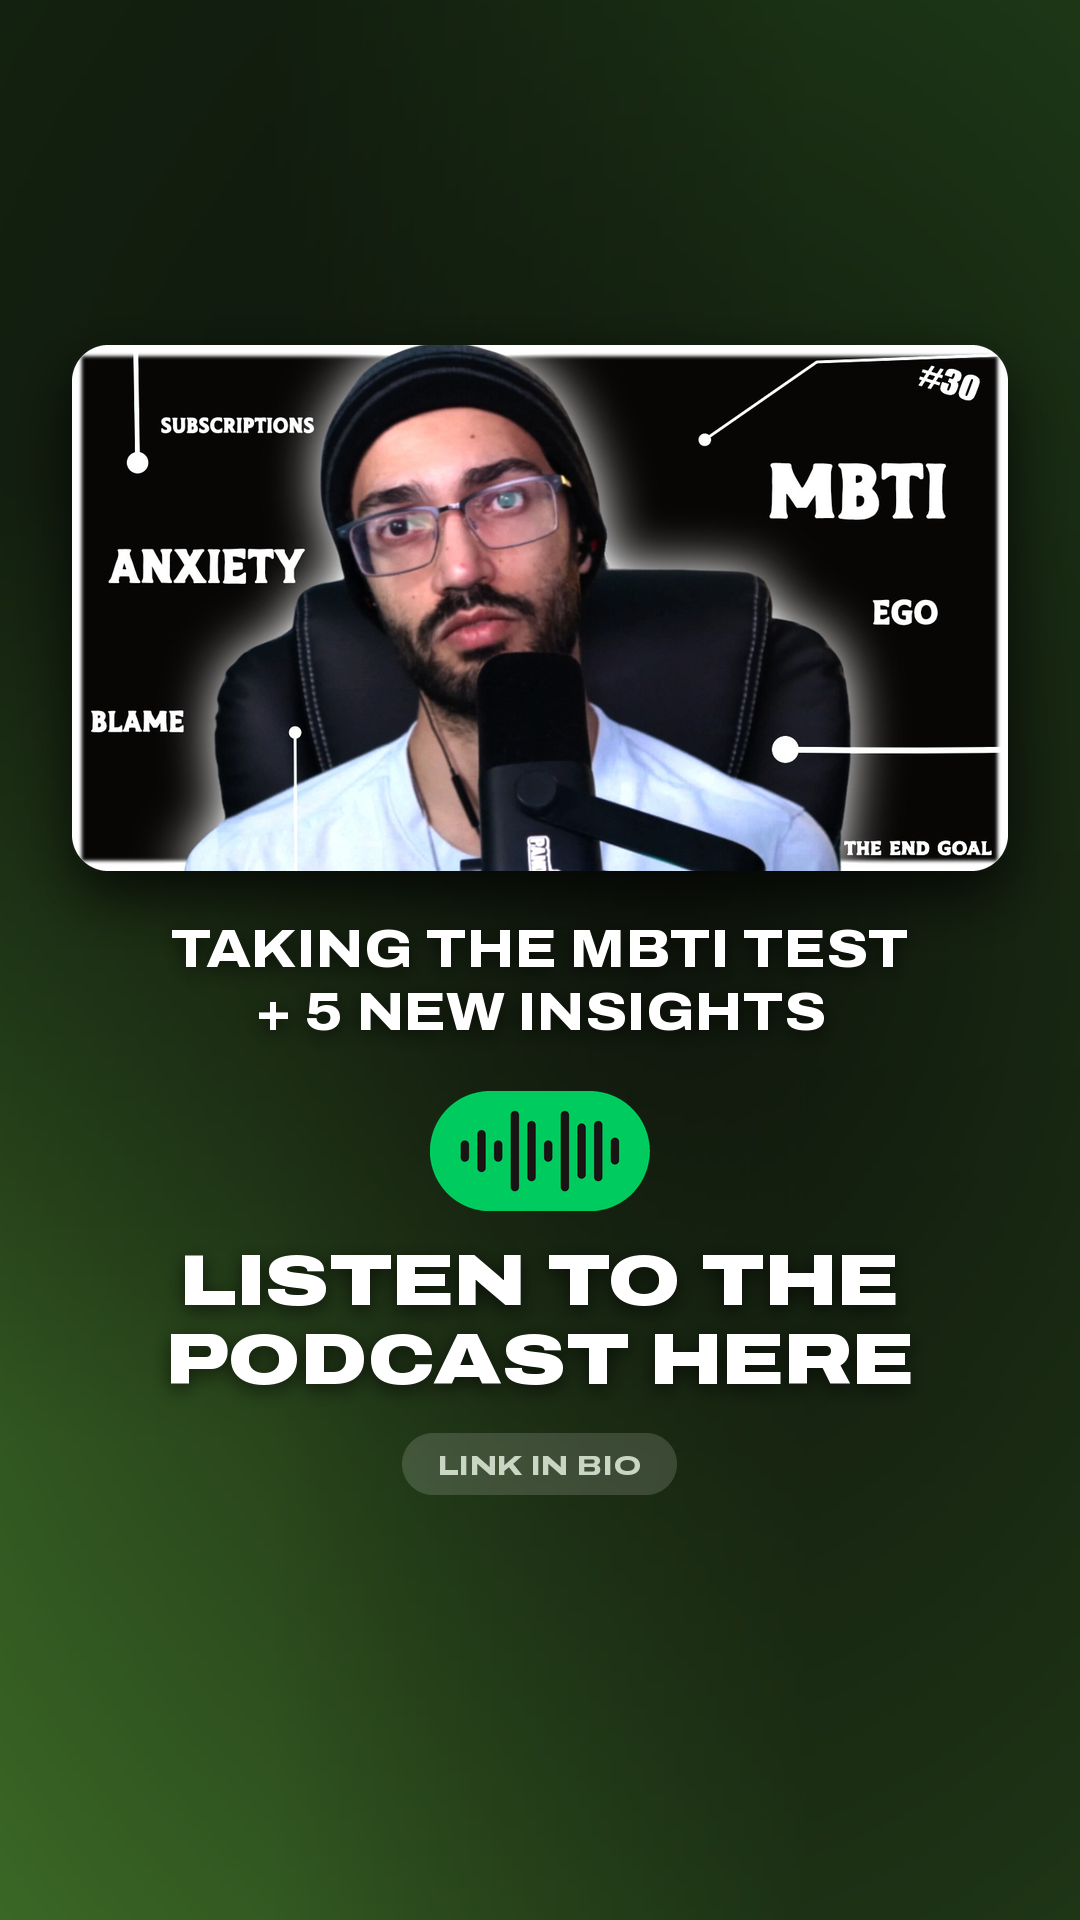 #30
SUBSCRIPTIONS
MBTI
ANXIETY
EGO
BLAME
THE END GOAL
TAKING THE MBTI TEST
+ 5 NEW INSIGHTS
LISTEN TO THE
PODCAST HERE
LINK IN BIO